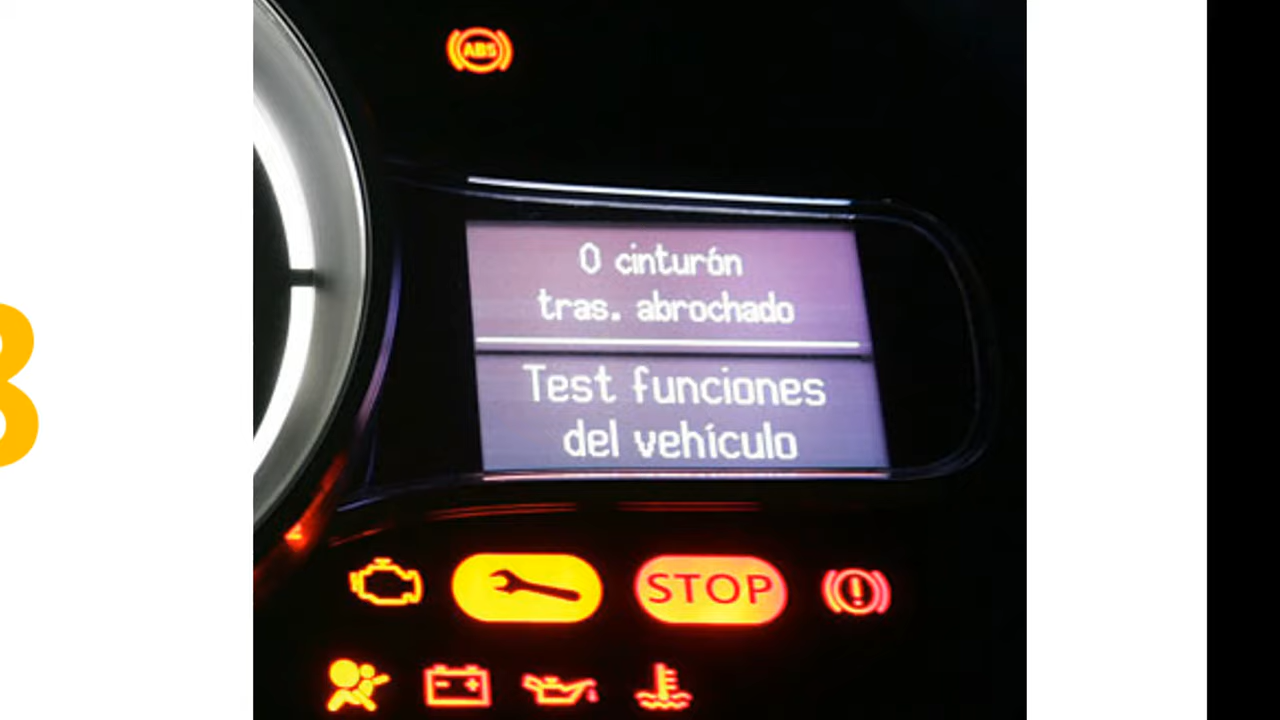 ABS
0 cinturón
tras. abrochado
Test funciones
del vehículo
STOP